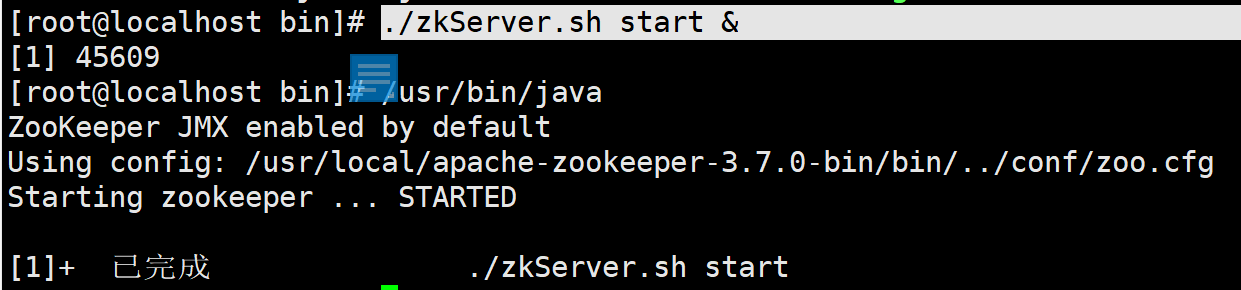 [root@localhost bin]# ./zkServer.sh start &
[1] 45609
[root@localhost bin]# /usr/bin/java
ZooKeeper JMX enabled by default
Using config: /usr/local/apache-zookeeper-3.7.0-bin/bin/../conf/zoo.cfg
Starting zookeeper ... STARTED
[1]+  已完成               ./zkServer.sh start